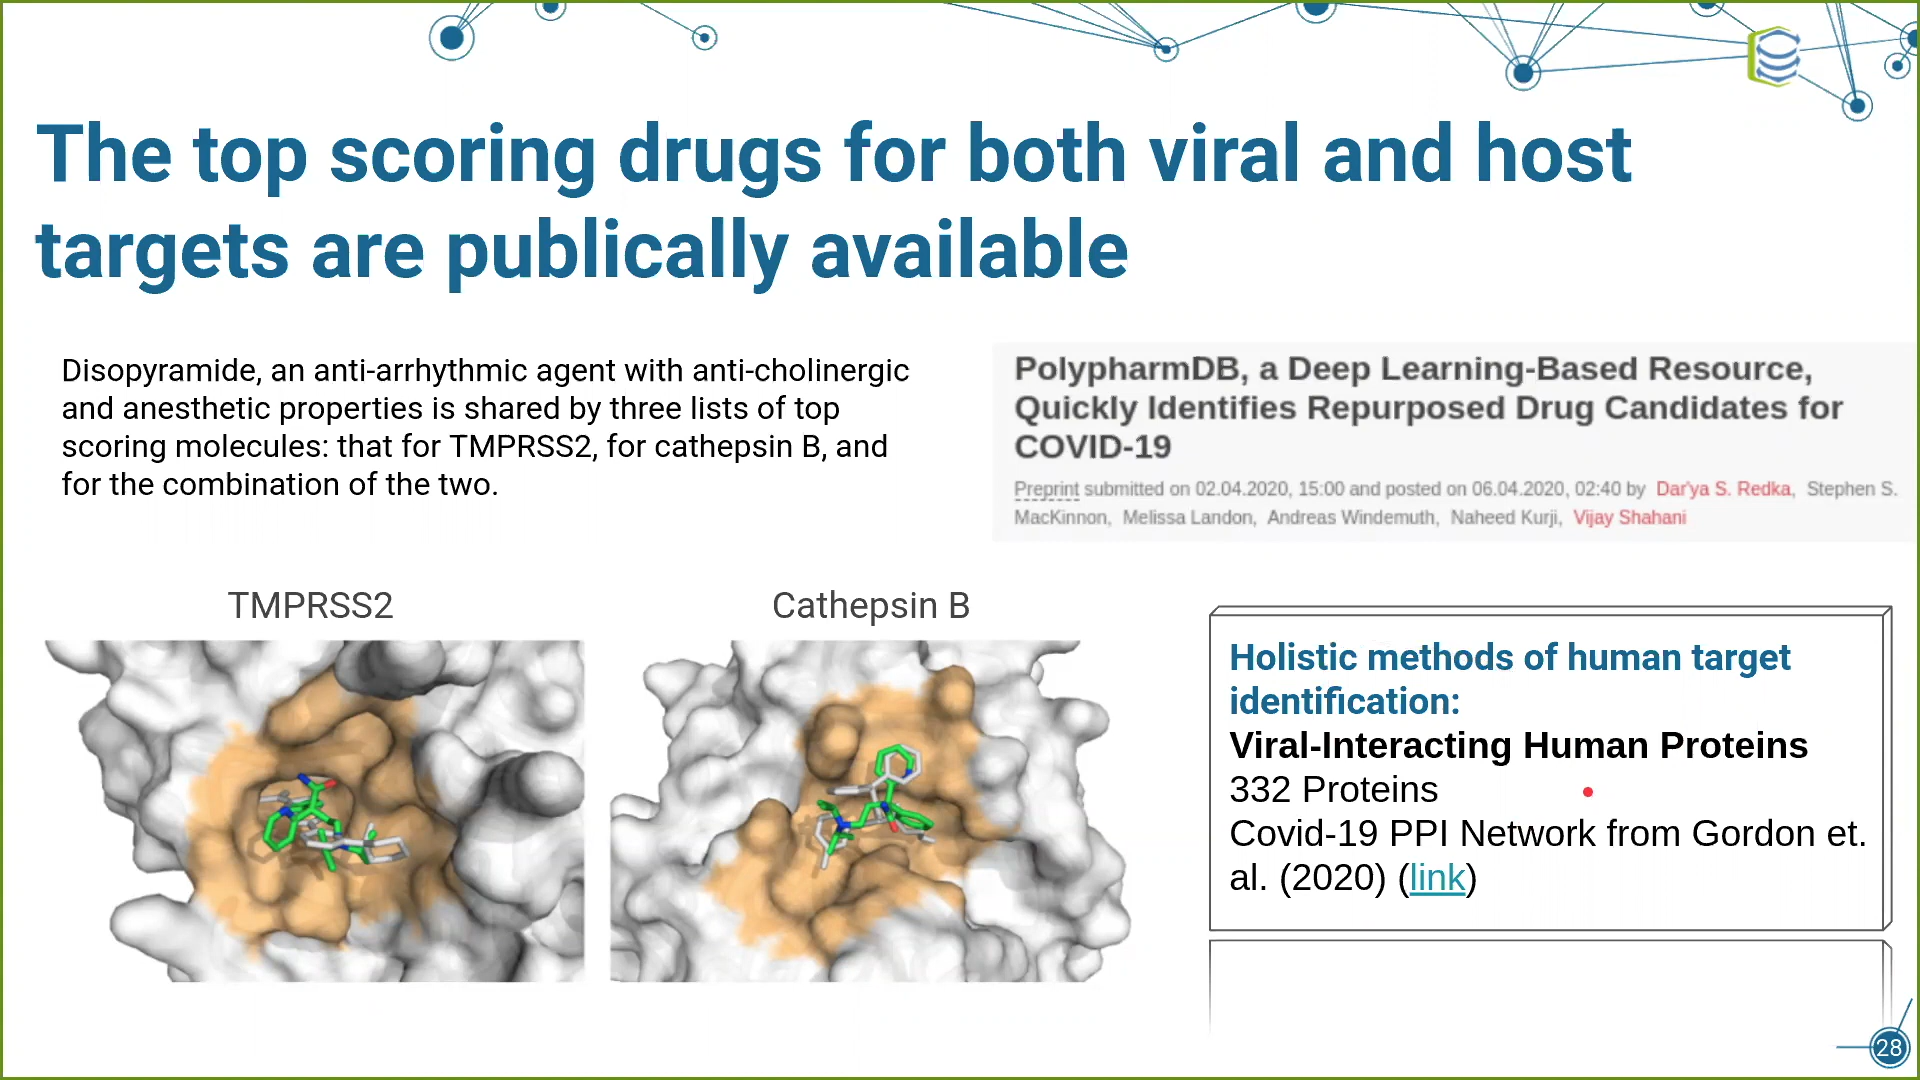 The top scoring drugs for both viral and host
targets are publically available
Disopyramide, an anti-arrhythmic agent with anti-cholinergic
and anesthetic properties is shared by three lists of top
scoring molecules: that for TMPRSS2, for cathepsin B, and
for the combination of the two.
PolypharmDB, a Deep Learning-Based Resource,
Quickly Identifies Repurposed Drug Candidates for
COVID-19
Preprint submitted on 02.04.2020, 15:00 and posted on 06.04.2020, 02:40 by Dar'ya S. Redka, Stephen S.
MacKinnon, Melissa Landon, Andreas Windemuth, Naheed Kurji, Vijay Shahani
TMPRSS2
Cathepsin B
Holistic methods of human target
identification:
Viral-Interacting Human Proteins
332 Proteins
Covid-19 PPI Network from Gordon et.
al. (2020) (link)
28